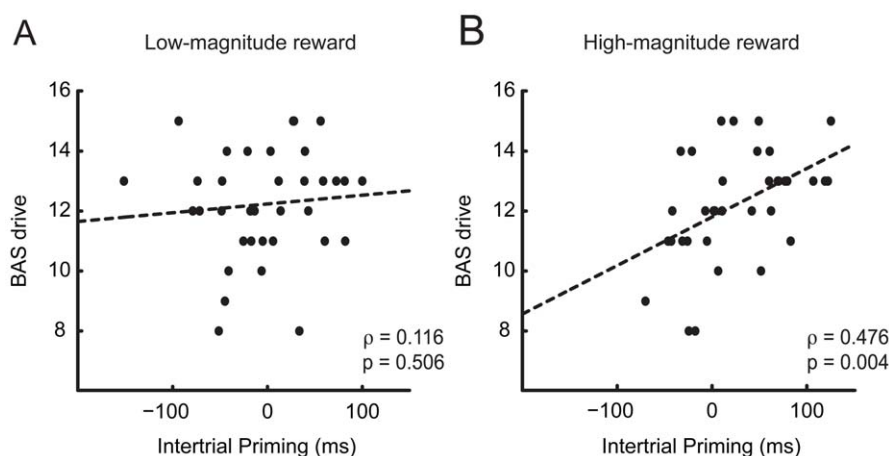 A
Low-magnitude reward
16
14
12
10
8
BAS drive
−100
0
100
Intertrial Priming (ms)
ρ = 0.116
p = 0.506
B
High-magnitude reward
16
14
12
10
8
BAS drive
−100
0
100
Intertrial Priming (ms)
ρ = 0.476
p = 0.004